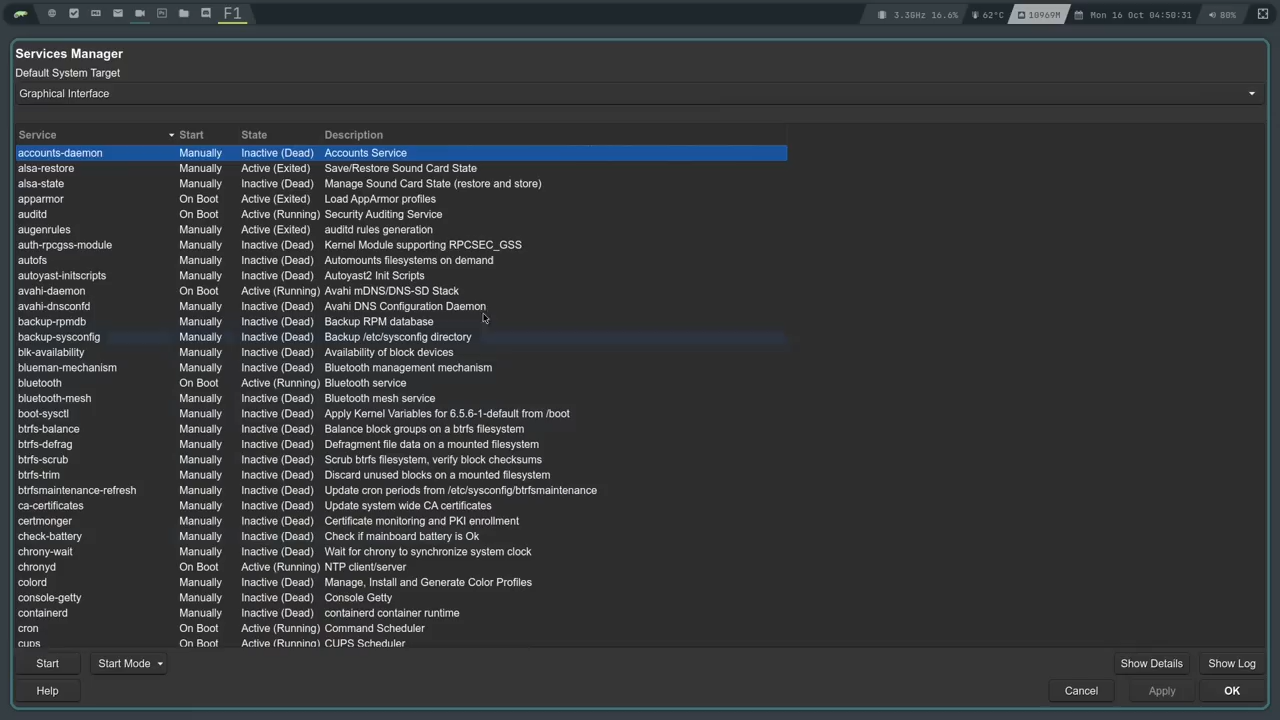 F1 3.3GHz 16.6% 62°C 10969M Mon 16 Oct 04:50:31 80%
Services Manager
Default System Target
Graphical Interface
Service Start State Description
accounts-daemon Manually Inactive (Dead) Accounts Service
alsa-restore Manually Active (Exited) Save/Restore Sound Card State
alsa-state Manually Inactive (Dead) Manage Sound Card State (restore and store)
apparmor On Boot Active (Exited) Load AppArmor profiles
auditd On Boot Active (Running) Security Auditing Service
augenrules Manually Active (Exited) auditd rules generation
auth-rpcgss-module Manually Inactive (Dead) Kernel Module supporting RPCSEC_GSS
autofs Manually Inactive (Dead) Automounts filesystems on demand
autoyast-initscripts Manually Inactive (Dead) Autoyast2 Init Scripts
avahi-daemon On Boot Active (Running) Avahi mDNS/DNS-SD Stack
avahi-dnsconfd Manually Inactive (Dead) Avahi DNS Configuration Daemon
backup-rpmdb Manually Inactive (Dead) Backup RPM database
backup-sysconfig Manually Inactive (Dead) Backup /etc/sysconfig directory
blk-availability Manually Inactive (Dead) Availability of block devices
blueman-mechanism Manually Inactive (Dead) Bluetooth management mechanism
bluetooth On Boot Active (Running) Bluetooth service
bluetooth-mesh Manually Inactive (Dead) Bluetooth mesh service
boot-sysctl Manually Inactive (Dead) Apply Kernel Variables for 6.5.6-1-default from /boot
btrfs-balance Manually Inactive (Dead) Balance block groups on a btrfs filesystem
btrfs-defrag Manually Inactive (Dead) Defragment file data on a mounted filesystem
btrfs-scrub Manually Inactive (Dead) Scrub btrfs filesystem, verify block checksums
btrfs-trim Manually Inactive (Dead) Discard unused blocks on a mounted filesystem
btrfsmaintenance-refresh Manually Inactive (Dead) Update cron periods from /etc/sysconfig/btrfsmaintenance
ca-certificates Manually Inactive (Dead) Update system wide CA certificates
certmonger Manually Inactive (Dead) Certificate monitoring and PKI enrollment
check-battery Manually Inactive (Dead) Check if mainboard battery is Ok
chrony-wait Manually Inactive (Dead) Wait for chrony to synchronize system clock
chronyd On Boot Active (Running) NTP client/server
colord Manually Inactive (Dead) Manage, Install and Generate Color Profiles
console-getty Manually Inactive (Dead) Console Getty
containerd Manually Inactive (Dead) containerd container runtime
cron On Boot Active (Running) Command Scheduler
cups On Boot Active (Running) CUPS Scheduler
Start Start Mode Show Details Show Log
Help Cancel Apply OK